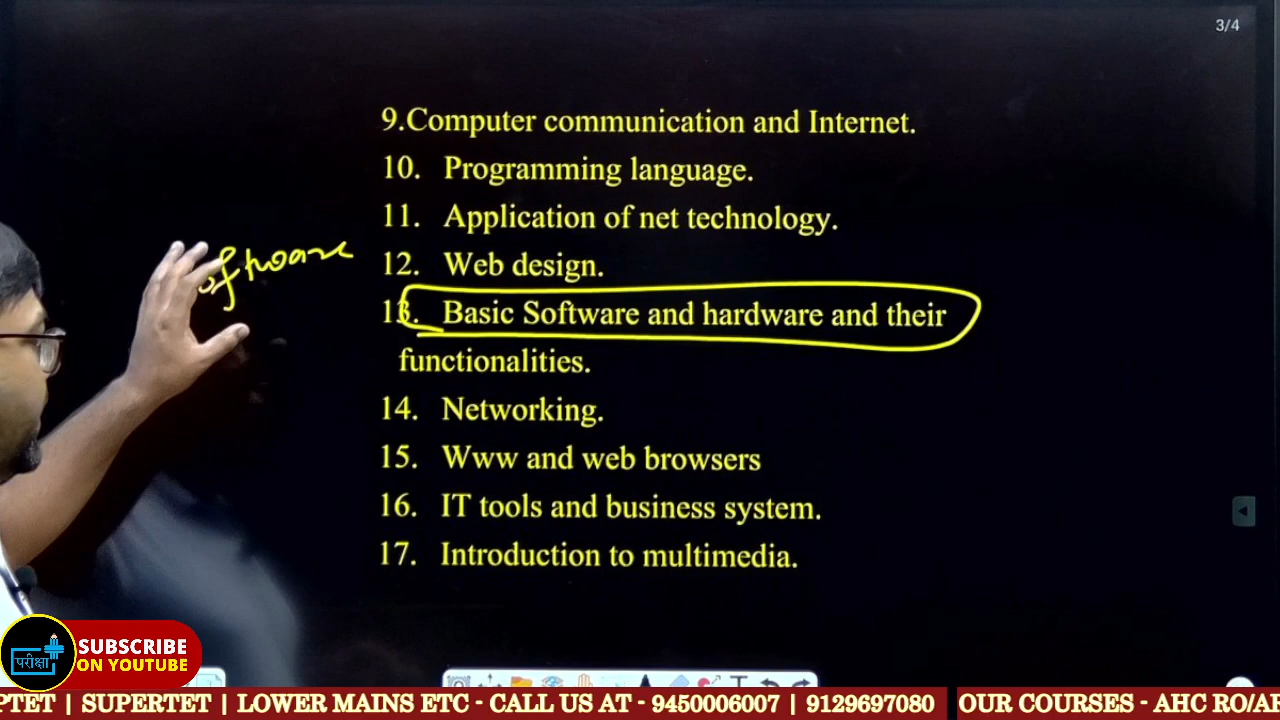 3/4
9.Computer communication and Internet.
10. Programming language.
11. Application of net technology.
12. Web design.
13. Basic Software and hardware and their
functionalities.
14. Networking.
15. Www and web browsers
16. IT tools and business system.
17. Introduction to multimedia.
परीक्षा
SUBSCRIBE
ON YOUTUBE
PTET | SUPERTET | LOWER MAINS ETC - CALL US AT - 9450006007 | 9129697080 OUR COURSES - AHC RO/AR